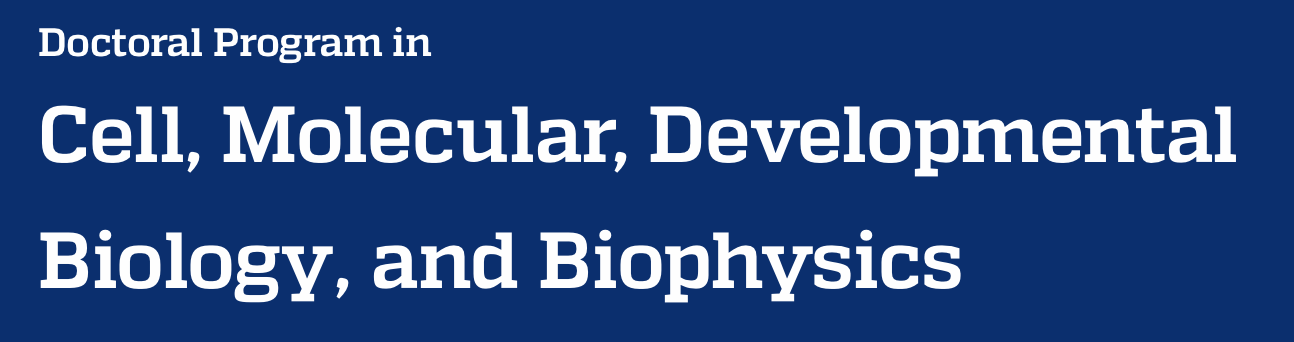 Doctoral Program in
Cell, Molecular, Developmental
Biology, and Biophysics